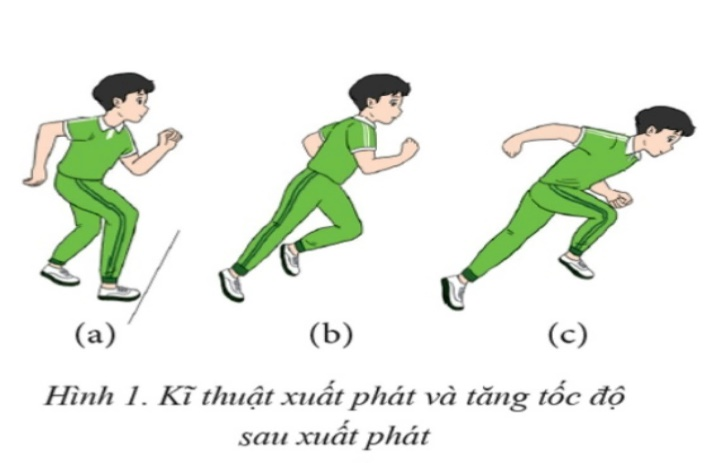 (a) (b) (c)
Hình 1. Kĩ thuật xuất phát và tăng tốc độ
sau xuất phát